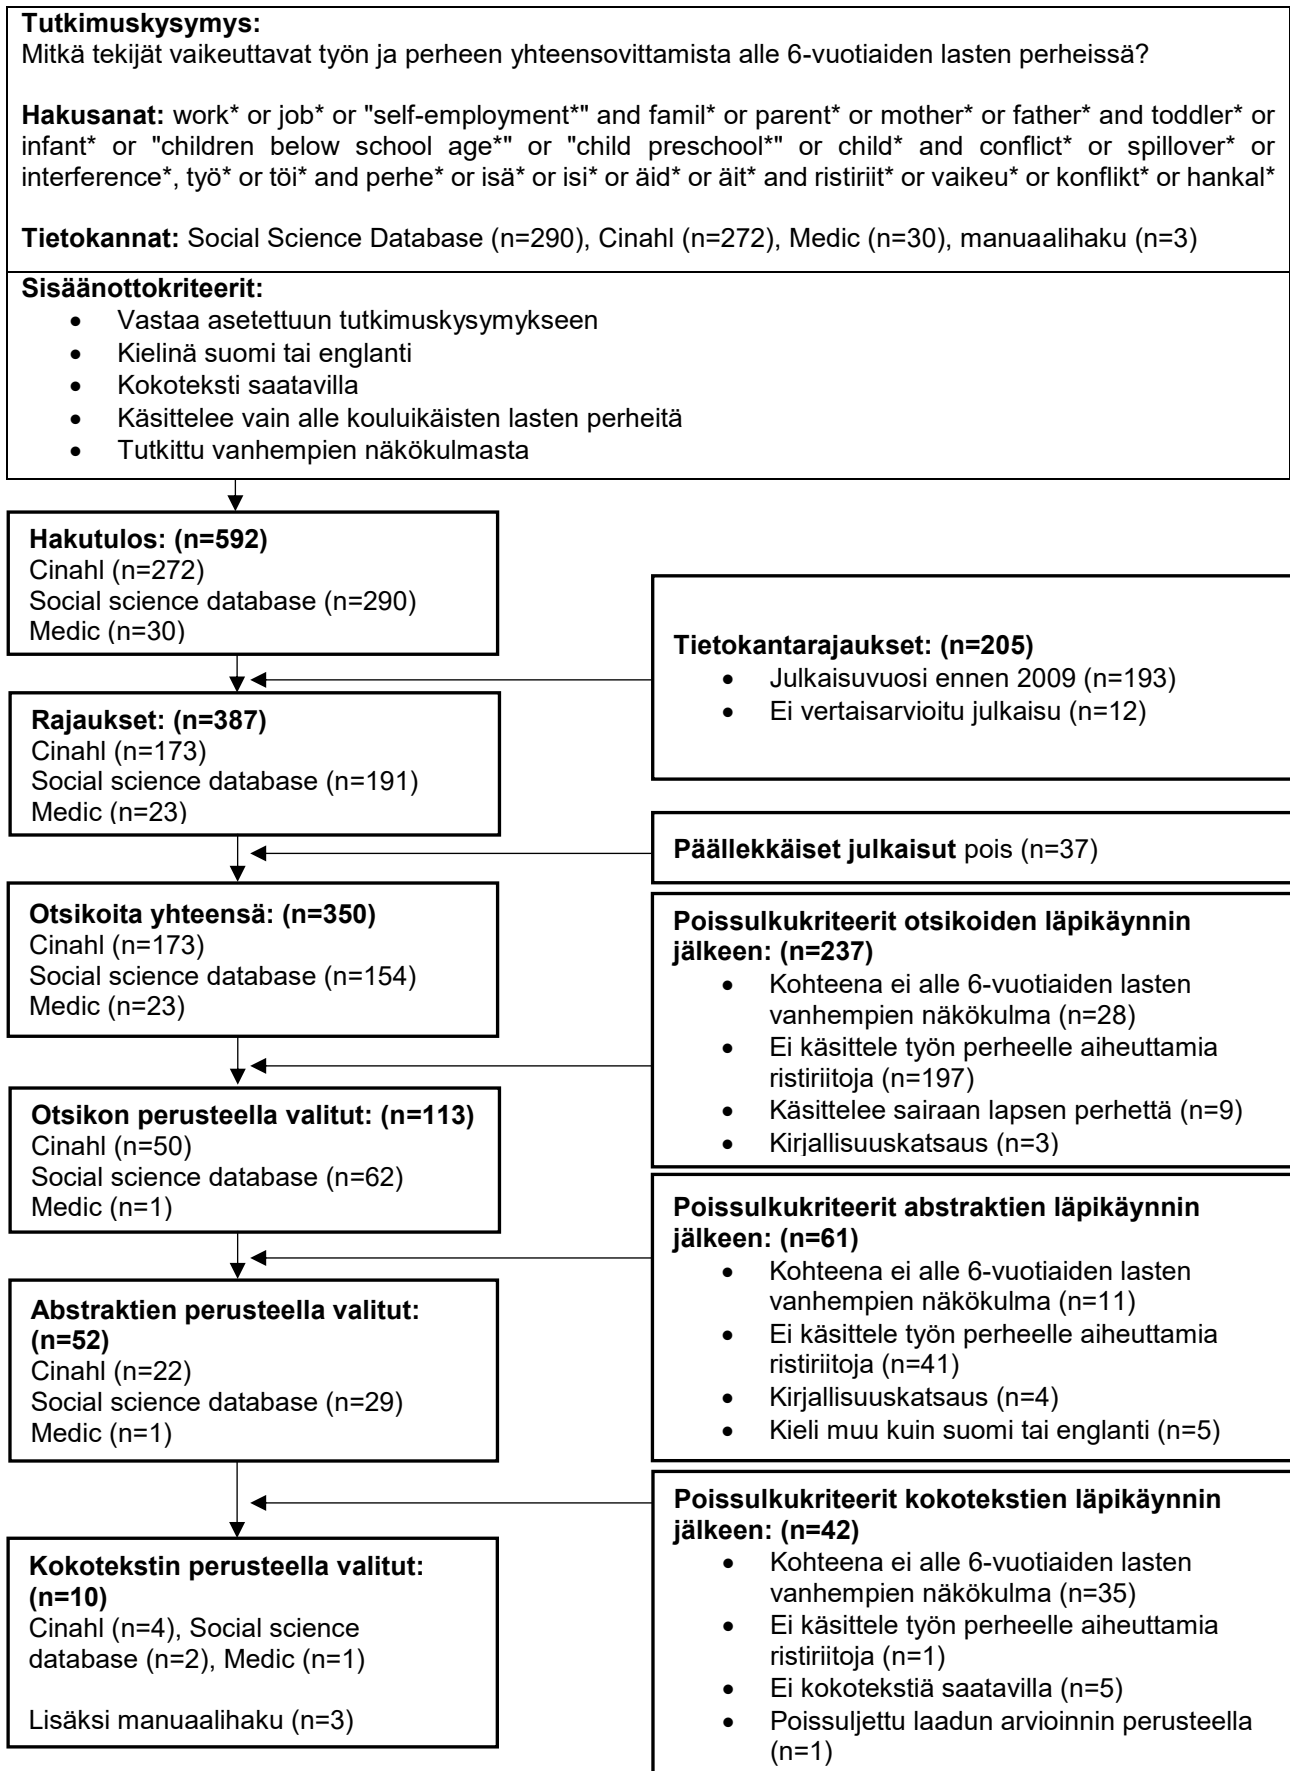 Tutkimuskysymys:
Mitkä tekijät vaikeuttavat työn ja perheen yhteensovittamista alle 6-vuotiaiden lasten perheissä?
Hakusanat: work* or job* or "self-employment*" and famil* or parent* or mother* or father* and toddler* or
infant* or "children below school age*" or "child preschool*" or child* and conflict* or spillover* or
interference*, työ* or töi* and perhe* or isä* or isi* or äid* or äit* and ristiriit* or vaikeu* or konflikt* or hankal*
Tietokannat: Social Science Database (n=290), Cinahl (n=272), Medic (n=30), manuaalihaku (n=3)
Sisäänottokriteerit:
• Vastaa asetettuun tutkimuskysymykseen
• Kielinä suomi tai englanti
• Kokoteksti saatavilla
• Käsittelee vain alle kouluikäisten lasten perheitä
• Tutkittu vanhempien näkökulmasta
Hakutulos: (n=592)
Cinahl (n=272)
Social science database (n=290)
Medic (n=30)
Tietokantarajaukset: (n=205)
• Julkaisuvuosi ennen 2009 (n=193)
• Ei vertaisarvioitu julkaisu (n=12)
Rajaukset: (n=387)
Cinahl (n=173)
Social science database (n=191)
Medic (n=23)
Päällekkäiset julkaisut pois (n=37)
Otsikoita yhteensä: (n=350)
Cinahl (n=173)
Social science database (n=154)
Medic (n=23)
Poissulkukriteerit otsikoiden läpikäynnin
jälkeen: (n=237)
• Kohteena ei alle 6-vuotiaiden lasten
vanhempien näkökulma (n=28)
• Ei käsittele työn perheelle aiheuttamia
ristiriitoja (n=197)
• Käsittelee sairaan lapsen perhettä (n=9)
• Kirjallisuuskatsaus (n=3)
Otsikon perusteella valitut: (n=113)
Cinahl (n=50)
Social science database (n=62)
Medic (n=1)
Poissulkukriteerit abstraktien läpikäynnin
jälkeen: (n=61)
• Kohteena ei alle 6-vuotiaiden lasten
vanhempien näkökulma (n=11)
• Ei käsittele työn perheelle aiheuttamia
ristiriitoja (n=41)
• Kirjallisuuskatsaus (n=4)
• Kieli muu kuin suomi tai englanti (n=5)
Abstraktien perusteella valitut:
(n=52)
Cinahl (n=22)
Social science database (n=29)
Medic (n=1)
Poissulkukriteerit kokotekstien läpikäynnin
jälkeen: (n=42)
• Kohteena ei alle 6-vuotiaiden lasten
vanhempien näkökulma (n=35)
• Ei käsittele työn perheelle aiheuttamia
ristiriitoja (n=1)
• Ei kokotekstiä saatavilla (n=5)
• Poissuljettu laadun arvioinnin perusteella
(n=1)
Kokotekstin perusteella valitut:
(n=10)
Cinahl (n=4), Social science
database (n=2), Medic (n=1)
Lisäksi manuaalihaku (n=3)